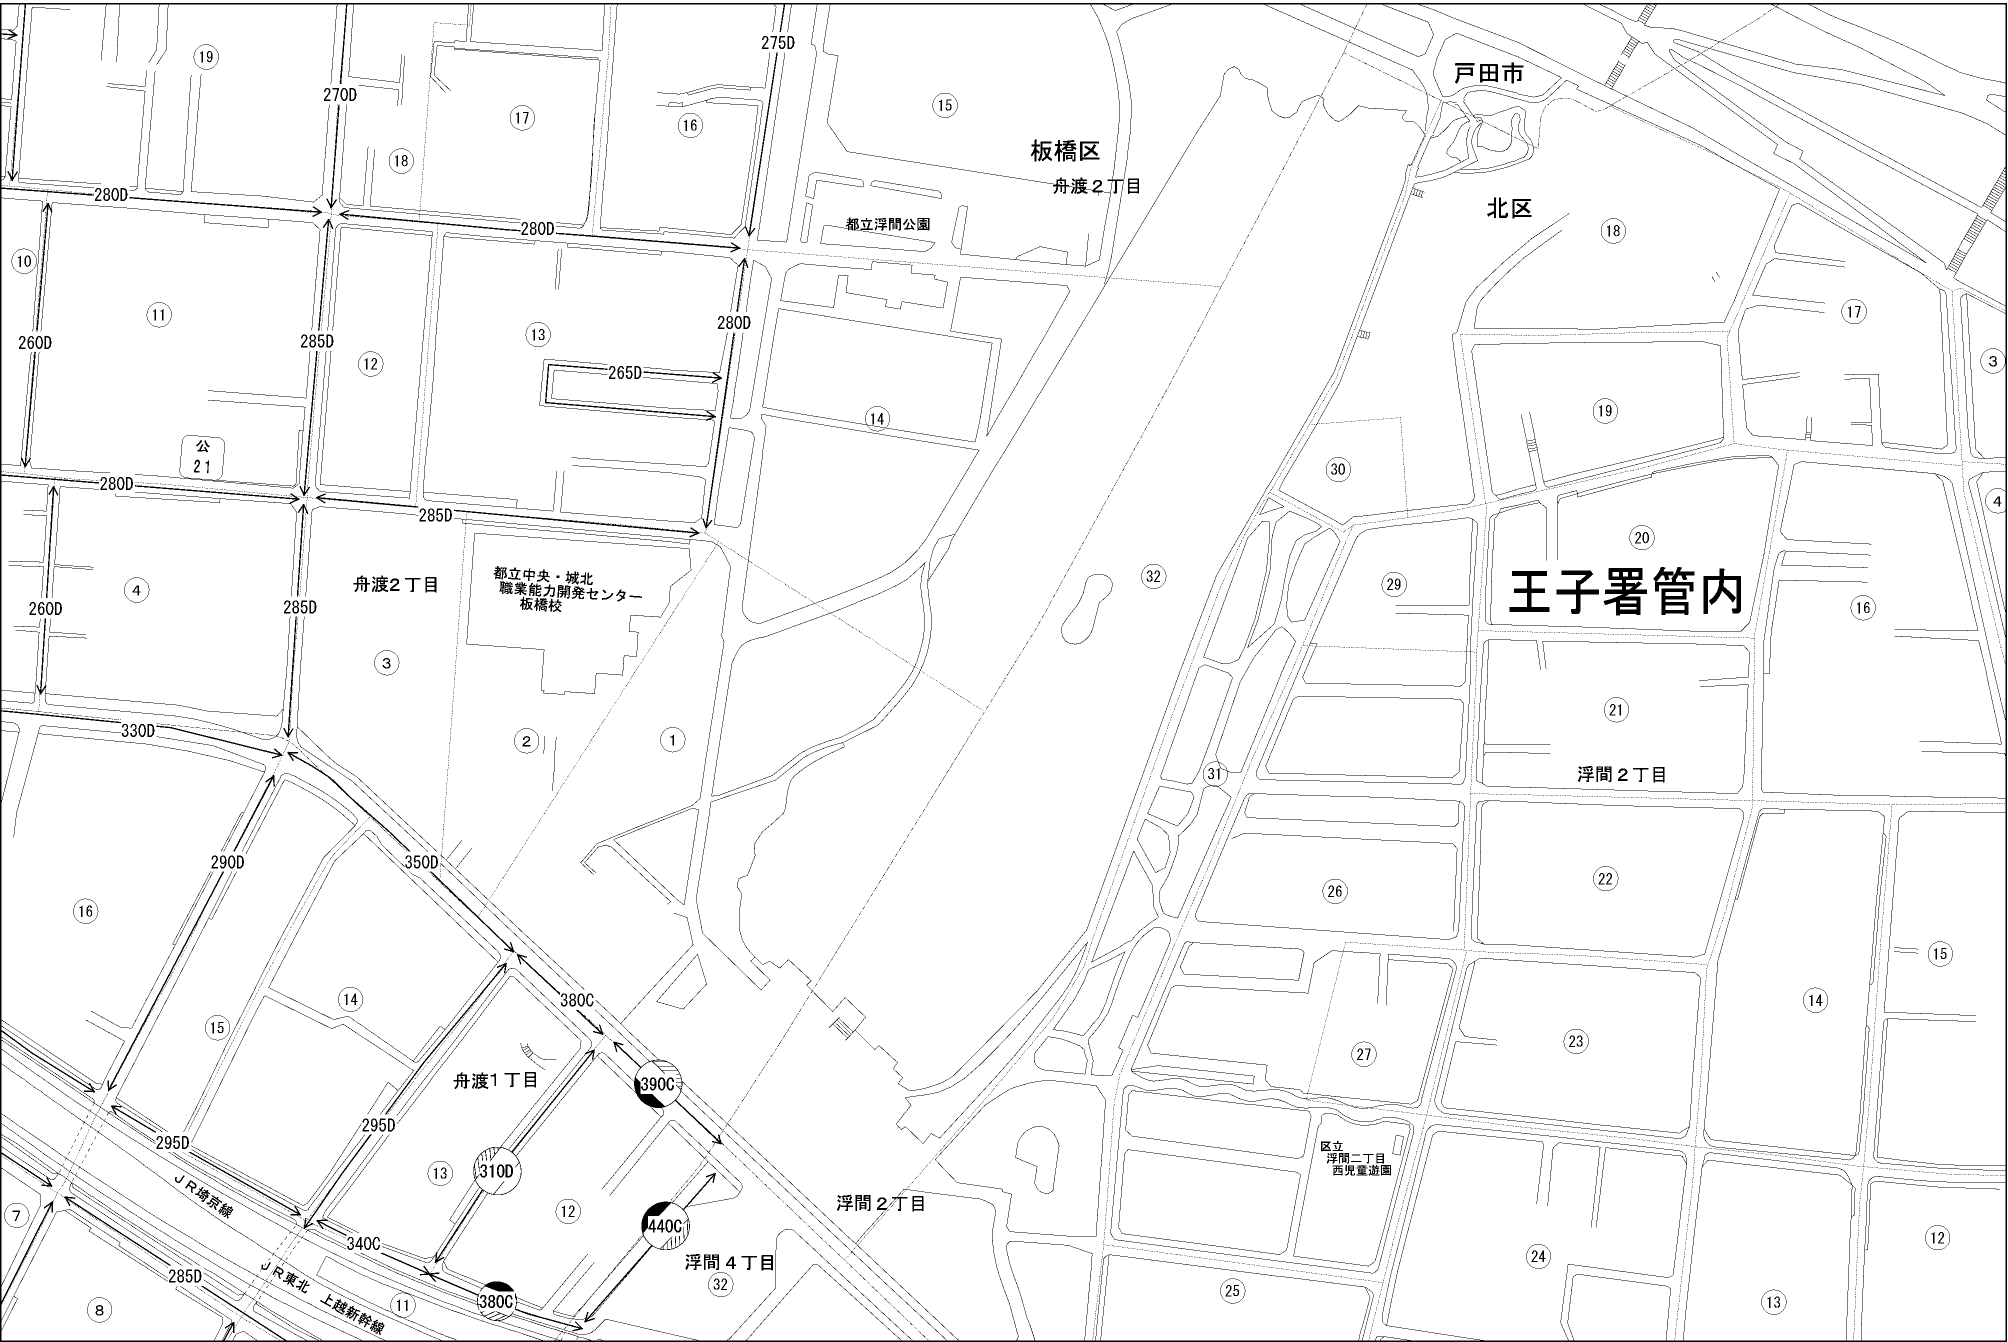 275D
19
戸田市
270D
15
17
16
板橋区
18
舟渡２丁目
280D
北区
都立浮間公園
280D
18
10
11
17
280D
13
260D
285D
12
3
265D
19
14
公
21
30
280D
4
285D
20
都立中央・城北
職業能力開発センター
板橋校
32
舟渡２丁目
29
王子署管内
4
260D
285D
16
3
21
330D
2
1
31
浮間２丁目
350D
290D
22
26
16
15
380C
14
14
15
23
27
舟渡１丁目
390C
295D
295D
区立
浮間二丁目
西児童遊園
13
310D
ＪＲ埼京線
浮間２丁目
7
12
440C
12
340C
24
浮間４丁目
285D
ＪＲ東北　上越新幹線
32
25
380C
11
13
8